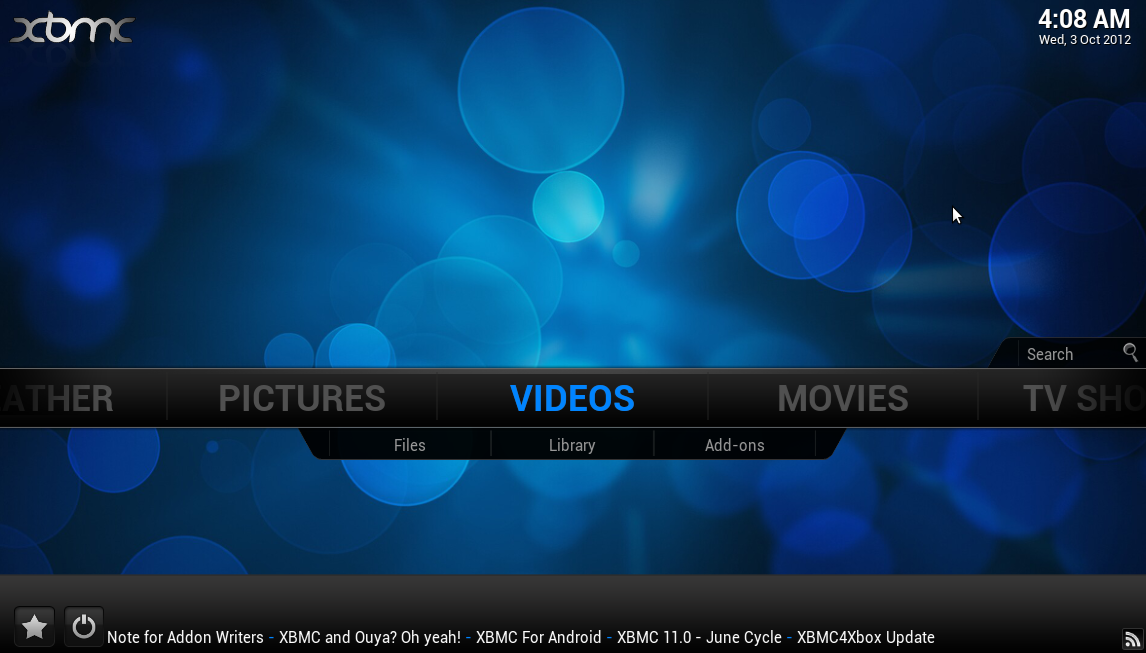 xbmc
4:08 AM
Wed, 3 Oct 2012
Search
ATHER PICTURES VIDEOS MOVIES TV SHO
Files Library Add-ons
Note for Addon Writers - XBMC and Ouya? Oh yeah! - XBMC For Android - XBMC 11.0 - June Cycle - XBMC4Xbox Update